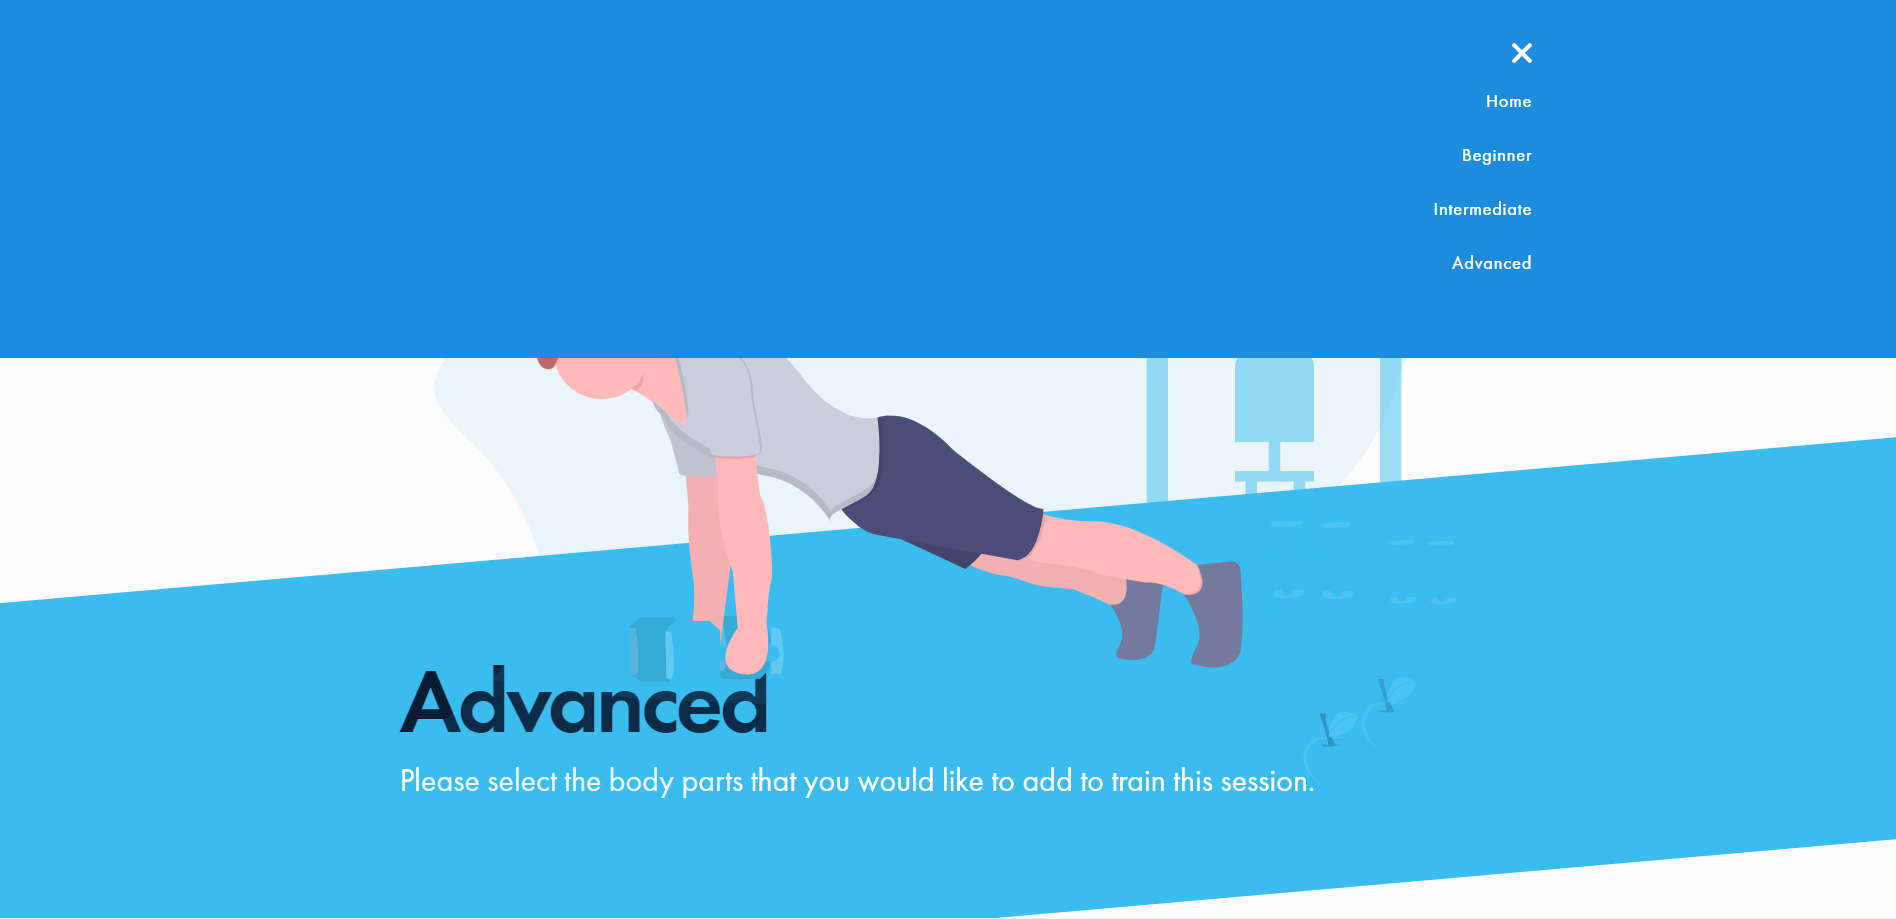 Home
Beginner
Intermediate
Advanced
Advanced
Please select the body parts that you would like to add to train this session.